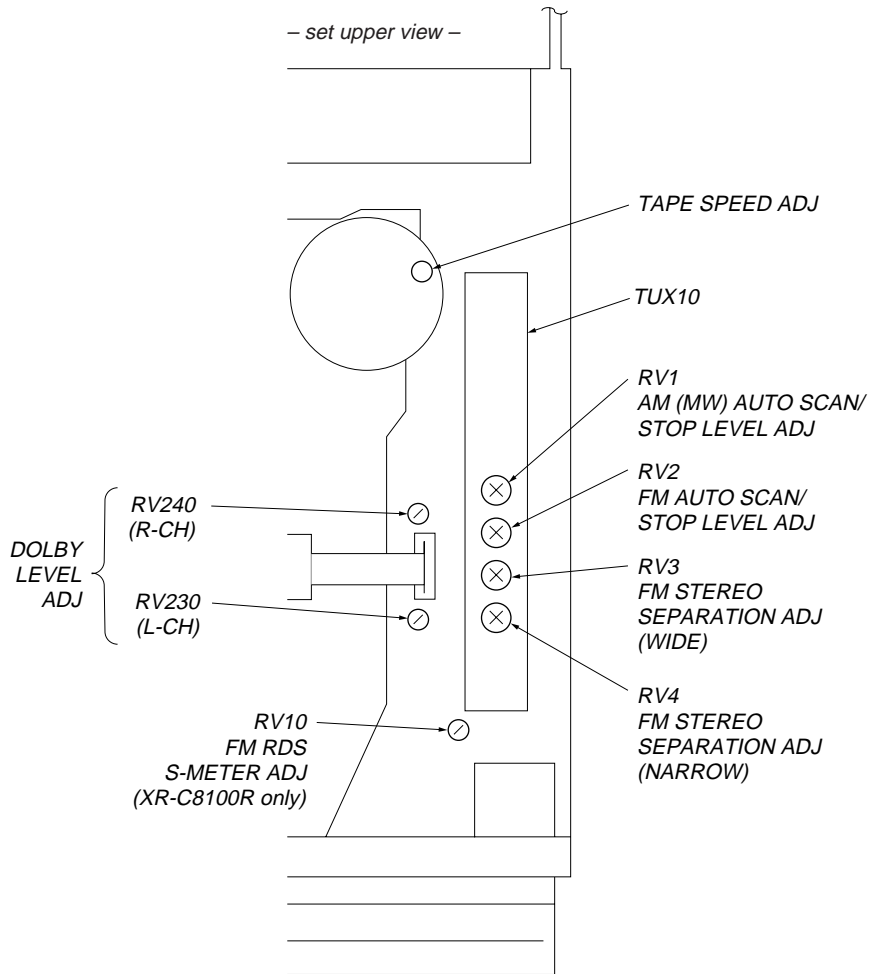 – set upper view –
TAPE SPEED ADJ
TUX10
RV1
AM (MW) AUTO SCAN/
STOP LEVEL ADJ
RV2
FM AUTO SCAN/
STOP LEVEL ADJ
RV3
FM STEREO
SEPARATION ADJ
(WIDE)
RV4
FM STEREO
SEPARATION ADJ
(NARROW)
DOLBY
LEVEL
ADJ
RV240
(R-CH)
RV230
(L-CH)
RV10
FM RDS
S-METER ADJ
(XR-C8100R only)